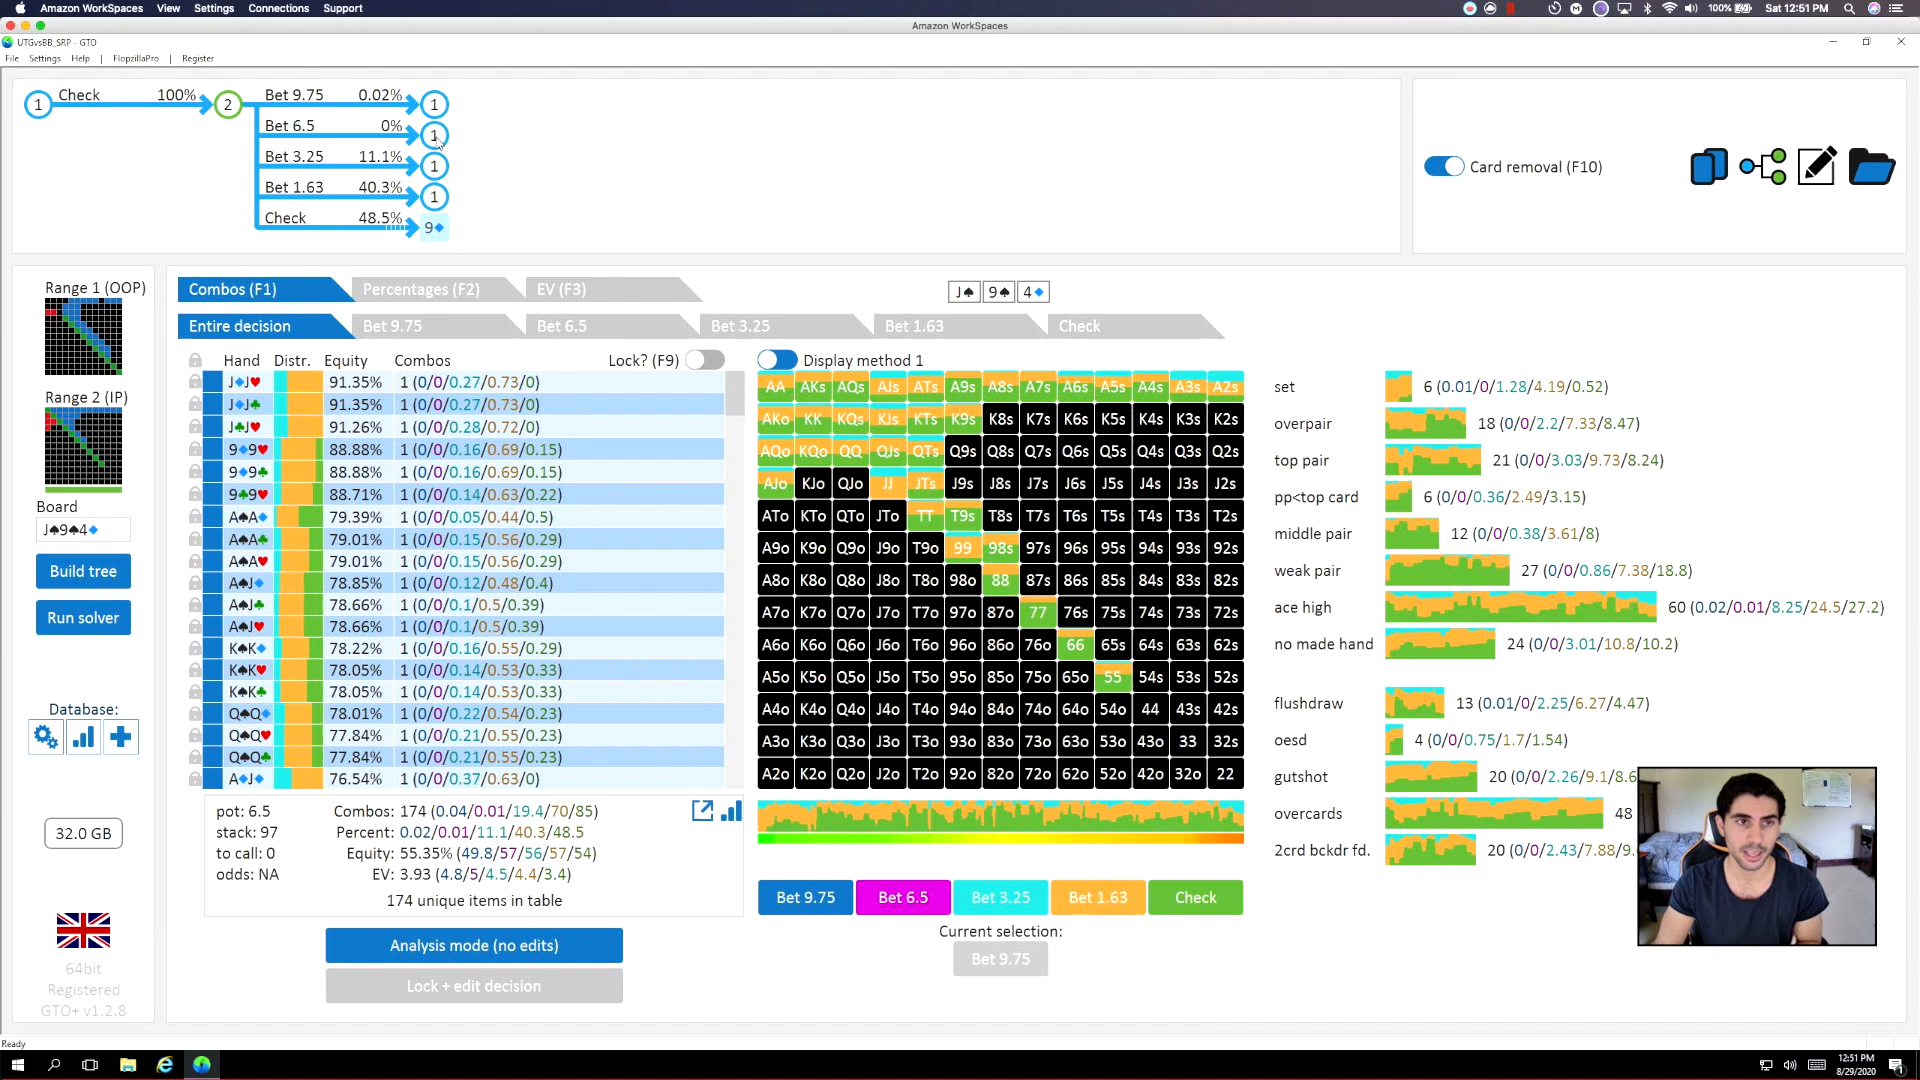 Amazon WorkSpaces View Settings Connections Support
100% Sat 12:51 PM
Amazon WorkSpaces
UTGvsBB_SRP - GTO
File Settings Help | FlopzillaPro | Register
1 Check 100% 2 Bet 9.75 0.02% 1
Bet 6.5 0% 1
Bet 3.25 11.1% 1
Bet 1.63 40.3% 1
Check 48.5% 9♦
Card removal (F10)
Range 1 (OOP)
Range 2 (IP)
Board
J♠9♠4♦
Build tree
Run solver
Database:
32.0 GB
64bit
Registered
GTO+ v1.2.8
Combos (F1) Percentages (F2) EV (F3)
J♠ 9♠ 4♦
Entire decision Bet 9.75 Bet 6.5 Bet 3.25 Bet 1.63 Check
Hand Distr. Equity Combos Lock? (F9)
J♦J♥ 91.35% 1 (0/0/0.27/0.73/0)
J♦J♣ 91.35% 1 (0/0/0.27/0.73/0)
J♣J♥ 91.26% 1 (0/0/0.28/0.72/0)
9♦9♥ 88.88% 1 (0/0/0.16/0.69/0.15)
9♦9♣ 88.88% 1 (0/0/0.16/0.69/0.15)
9♣9♥ 88.71% 1 (0/0/0.14/0.63/0.22)
A♠A♦ 79.39% 1 (0/0/0.05/0.44/0.5)
A♠A♣ 79.01% 1 (0/0/0.15/0.56/0.29)
A♠A♥ 79.01% 1 (0/0/0.15/0.56/0.29)
A♠J♦ 78.85% 1 (0/0/0.12/0.48/0.4)
A♠J♣ 78.66% 1 (0/0/0.1/0.5/0.39)
A♠J♥ 78.66% 1 (0/0/0.1/0.5/0.39)
K♠K♦ 78.22% 1 (0/0/0.16/0.55/0.29)
K♠K♥ 78.05% 1 (0/0/0.14/0.53/0.33)
K♠K♣ 78.05% 1 (0/0/0.14/0.53/0.33)
Q♠Q♦ 78.01% 1 (0/0/0.22/0.54/0.23)
Q♠Q♥ 77.84% 1 (0/0/0.21/0.55/0.23)
Q♠Q♣ 77.84% 1 (0/0/0.21/0.55/0.23)
A♦J♦ 76.54% 1 (0/0/0.37/0.63/0)
pot: 6.5 Combos: 174 (0.04/0.01/19.4/70/85)
stack: 97 Percent: 0.02/0.01/11.1/40.3/48.5
to call: 0 Equity: 55.35% (49.8/57/56/57/54)
odds: NA EV: 3.93 (4.8/5/4.5/4.4/3.4)
174 unique items in table
Analysis mode (no edits)
Lock + edit decision
Display method 1
AA AKs AQs AJs ATs A9s A8s A7s A6s A5s A4s A3s A2s
AKo KK KQs KJs KTs K9s K8s K7s K6s K5s K4s K3s K2s
AQo KQo QQ QJs QTs Q9s Q8s Q7s Q6s Q5s Q4s Q3s Q2s
AJo KJo QJo JJ JTs J9s J8s J7s J6s J5s J4s J3s J2s
ATo KTo QTo JTo TT T9s T8s T7s T6s T5s T4s T3s T2s
A9o K9o Q9o J9o T9o 99 98s 97s 96s 95s 94s 93s 92s
A8o K8o Q8o J8o T8o 98o 88 87s 86s 85s 84s 83s 82s
A7o K7o Q7o J7o T7o 97o 87o 77 76s 75s 74s 73s 72s
A6o K6o Q6o J6o T6o 96o 86o 76o 66 65s 64s 63s 62s
A5o K5o Q5o J5o T5o 95o 85o 75o 65o 55 54s 53s 52s
A4o K4o Q4o J4o T4o 94o 84o 74o 64o 54o 44 43s 42s
A3o K3o Q3o J3o T3o 93o 83o 73o 63o 53o 43o 33 32s
A2o K2o Q2o J2o T2o 92o 82o 72o 62o 52o 42o 32o 22
Bet 9.75 Bet 6.5 Bet 3.25 Bet 1.63 Check
Current selection:
Bet 9.75
set 6 (0.01/0/1.28/4.19/0.52)
overpair 18 (0/0/2.2/7.33/8.47)
top pair 21 (0/0/3.03/9.73/8.24)
pp<top card 6 (0/0/0.36/2.49/3.15)
middle pair 12 (0/0/0.38/3.61/8)
weak pair 27 (0/0/0.86/7.38/18.8)
ace high 60 (0.02/0.01/8.25/24.5/27.2)
no made hand 24 (0/0/3.01/10.8/10.2)
flushdraw 13 (0.01/0/2.25/6.27/4.47)
oesd 4 (0/0/0.75/1.7/1.54)
gutshot 20 (0/0/2.26/9.1/8.6
overcards 48
2crd bckdr fd. 20 (0/0/2.43/7.88/9.
Ready
12:51 PM
8/29/2020